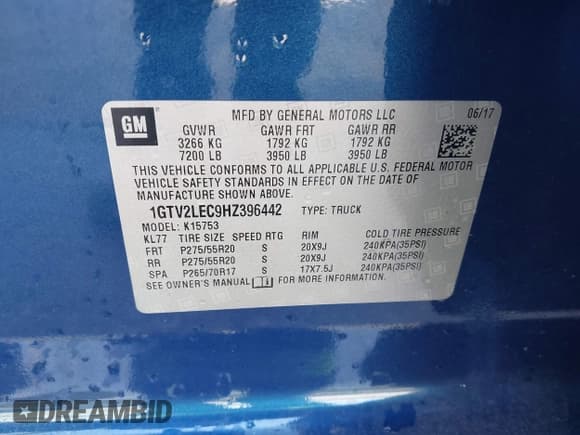 GM
MFD BY GENERAL MOTORS LLC 06/17
GVWR GAWR FRT GAWR RR
3266 KG 1792 KG 1792 KG
7200 LB 3950 LB 3950 LB
THIS VEHICLE CONFORMS TO ALL APPLICABLE U.S. FEDERAL MOTOR
VEHICLE SAFETY STANDARDS IN EFFECT ON THE DATE OF
MANUFACTURE SHOWN ABOVE.
1GTV2LEC9HZ396442 TYPE: TRUCK
MODEL: K15753
KL77 TIRE SIZE SPEED RTG RIM COLD TIRE PRESSURE
FRT P275/55R20 S 20X9J 240KPA(35PSI)
RR P275/55R20 S 20X9J 240KPA(35PSI)
SPA P265/70R17 S 17X7.5J 240KPA(35PSI)
SEE OWNER'S MANUAL FOR MORE INFORMATION
DREAMBID